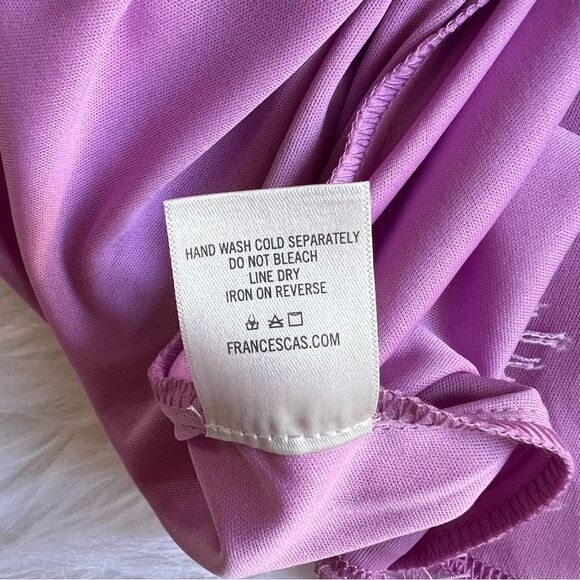 HAND WASH COLD SEPARATELY
DO NOT BLEACH
LINE DRY
IRON ON REVERSE
FRANCESCAS.COM